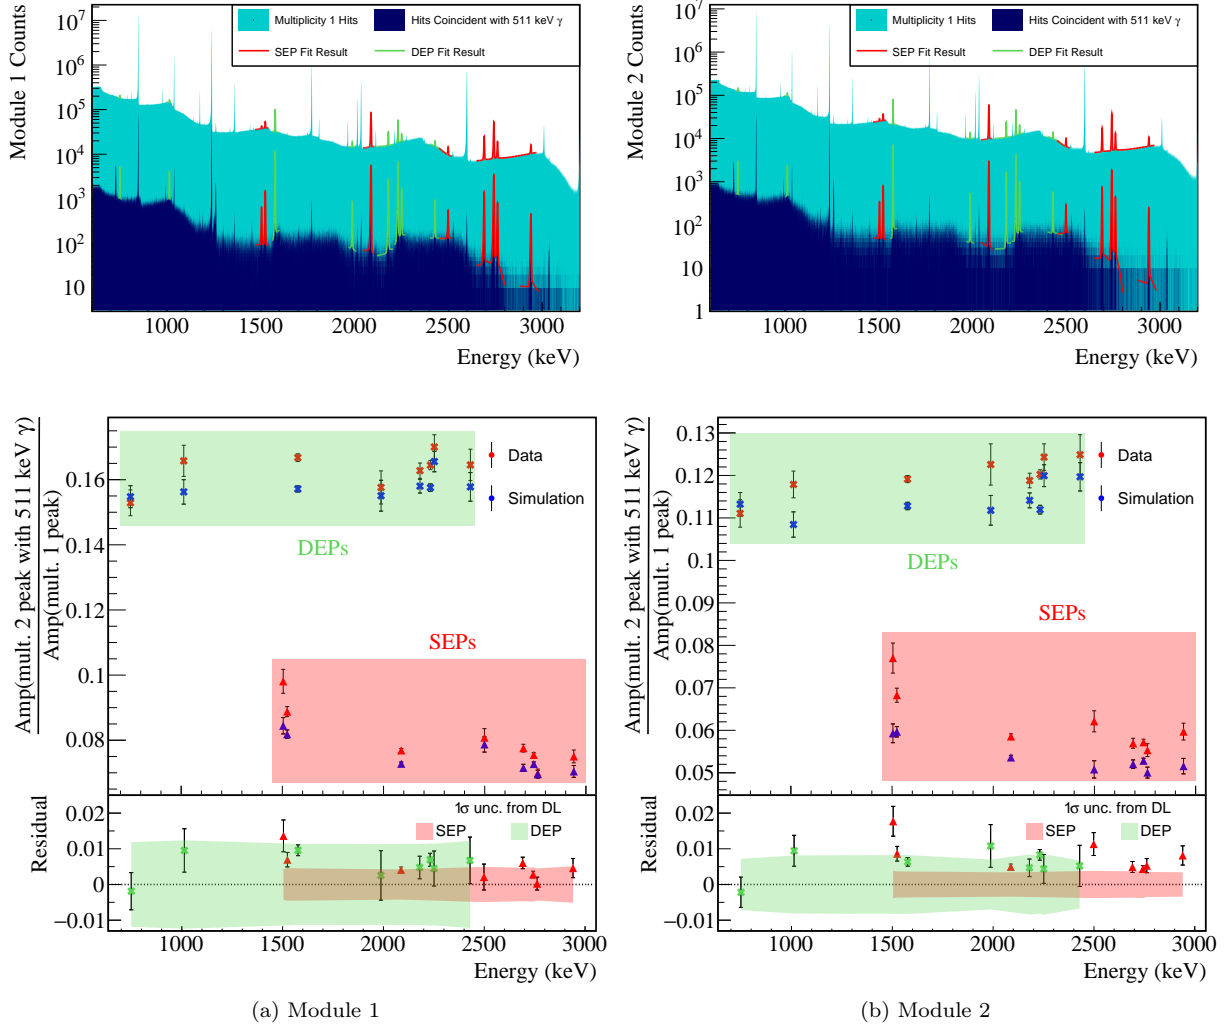 Module 1 Counts
10^7
10^6
10^5
10^4
10^3
10^2
10
Multiplicity 1 Hits
Hits Coincident with 511 keV γ
SEP Fit Result
DEP Fit Result
1000 1500 2000 2500 3000
Energy (keV)
Module 2 Counts
10^7
10^6
10^5
10^4
10^3
10^2
10
1
Multiplicity 1 Hits
Hits Coincident with 511 keV γ
SEP Fit Result
DEP Fit Result
1000 1500 2000 2500 3000
Energy (keV)
Amp(mult. 2 peak with 511 keV γ)
Amp(mult. 1 peak)
0.16
0.14
0.12
0.1
0.08
Data
Simulation
DEPs
SEPs
Residual
0.02
0.01
0
−0.01
1σ unc. from DL
SEP
DEP
1000 1500 2000 2500 3000
Energy (keV)
(a) Module 1
Amp(mult. 2 peak with 511 keV γ)
Amp(mult. 1 peak)
0.13
0.12
0.11
0.1
0.09
0.08
0.07
0.06
0.05
Data
Simulation
DEPs
SEPs
Residual
0.02
0.01
0
−0.01
1σ unc. from DL
SEP
DEP
1000 1500 2000 2500 3000
Energy (keV)
(b) Module 2